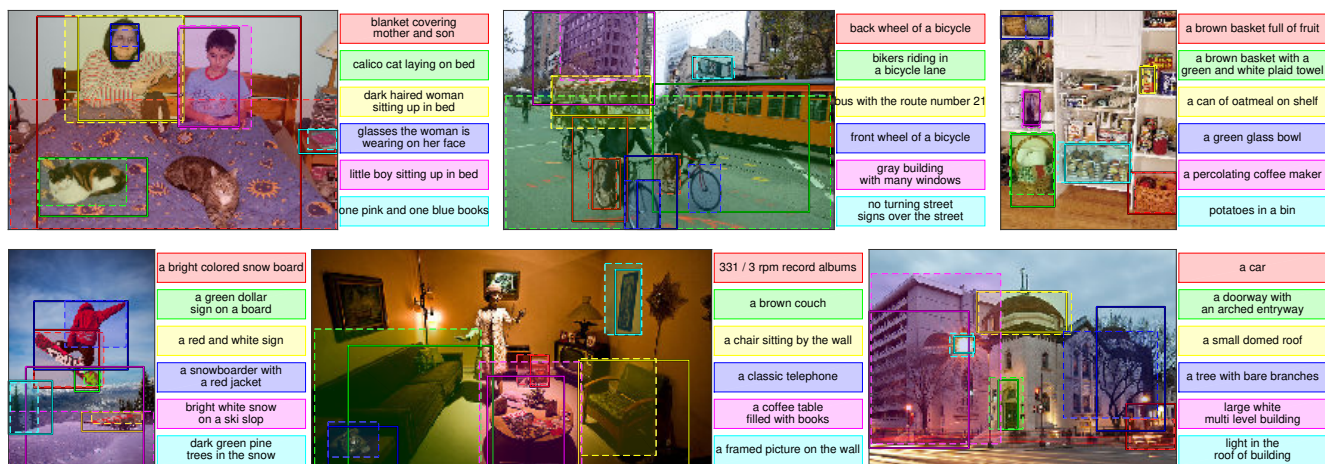 blanket covering
mother and son
calico cat laying on bed
dark haired woman
sitting up in bed
glasses the woman is
wearing on her face
little boy sitting up in bed
one pink and one blue books
back wheel of a bicycle
bikers riding in
a bicycle lane
bus with the route number 21
front wheel of a bicycle
gray building
with many windows
no turning street
signs over the street
a brown basket full of fruit
a brown basket with a
green and white plaid towel
a can of oatmeal on shelf
a green glass bowl
a percolating coffee maker
potatoes in a bin
a bright colored snow board
a green dollar
sign on a board
a red and white sign
a snowboarder with
a red jacket
bright white snow
on a ski slop
dark green pine
trees in the snow
331 / 3 rpm record albums
a brown couch
a chair sitting by the wall
a classic telephone
a coffee table
filled with books
a framed picture on the wall
a car
a doorway with
an arched entryway
a small domed roof
a tree with bare branches
large white
multi level building
light in the
roof of building